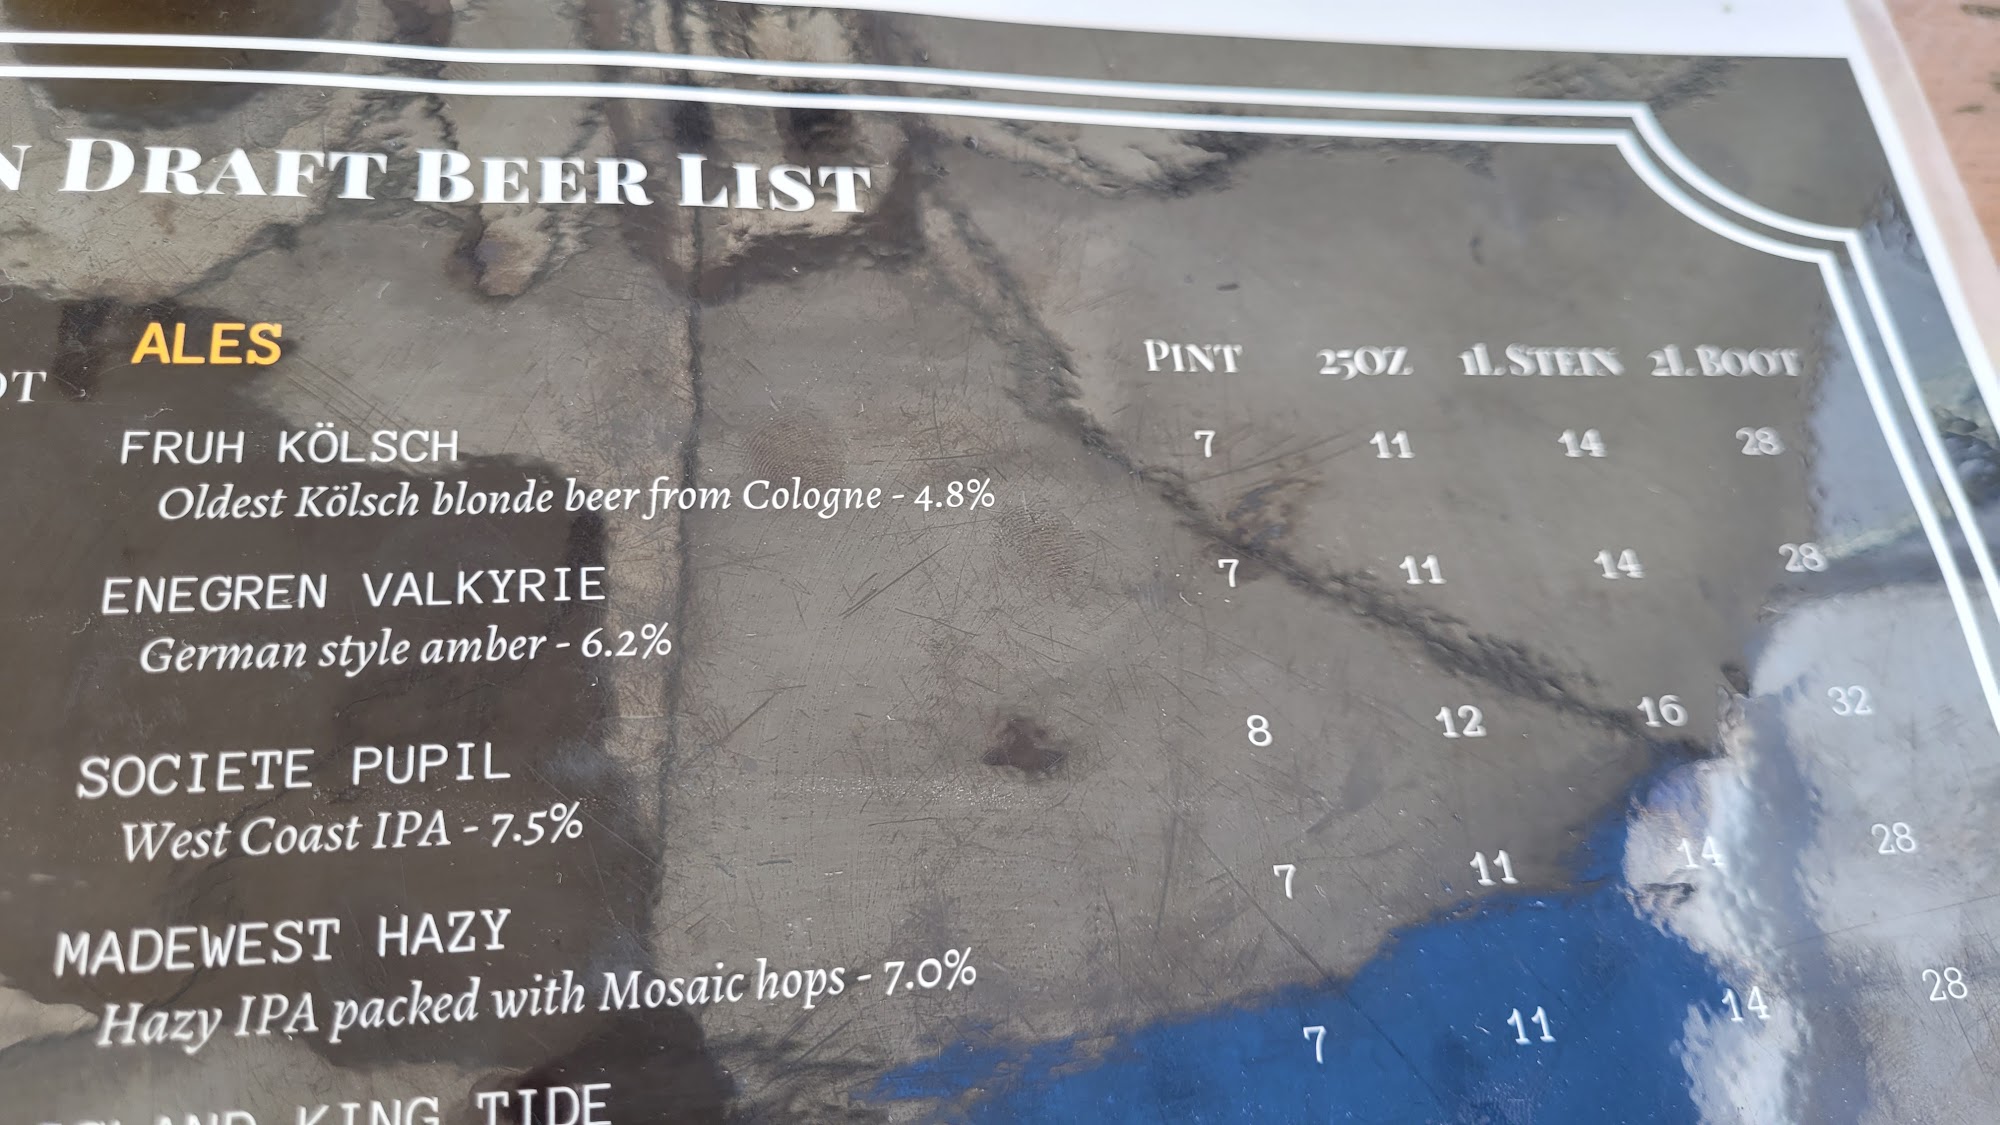 DRAFT BEER LIST
ALES
PINT 25OZ 1L STEIN 2L BOOT
FRUH KÖLSCH 7 11 14 28
Oldest Kölsch blonde beer from Cologne - 4.8%
ENEGREN VALKYRIE 7 11 14 28
German style amber - 6.2%
SOCIETE PUPIL 8 12 16 32
West Coast IPA - 7.5%
MADEWEST HAZY 7 11 14 28
Hazy IPA packed with Mosaic hops - 7.0%
KING TIDE 7 11 14 28